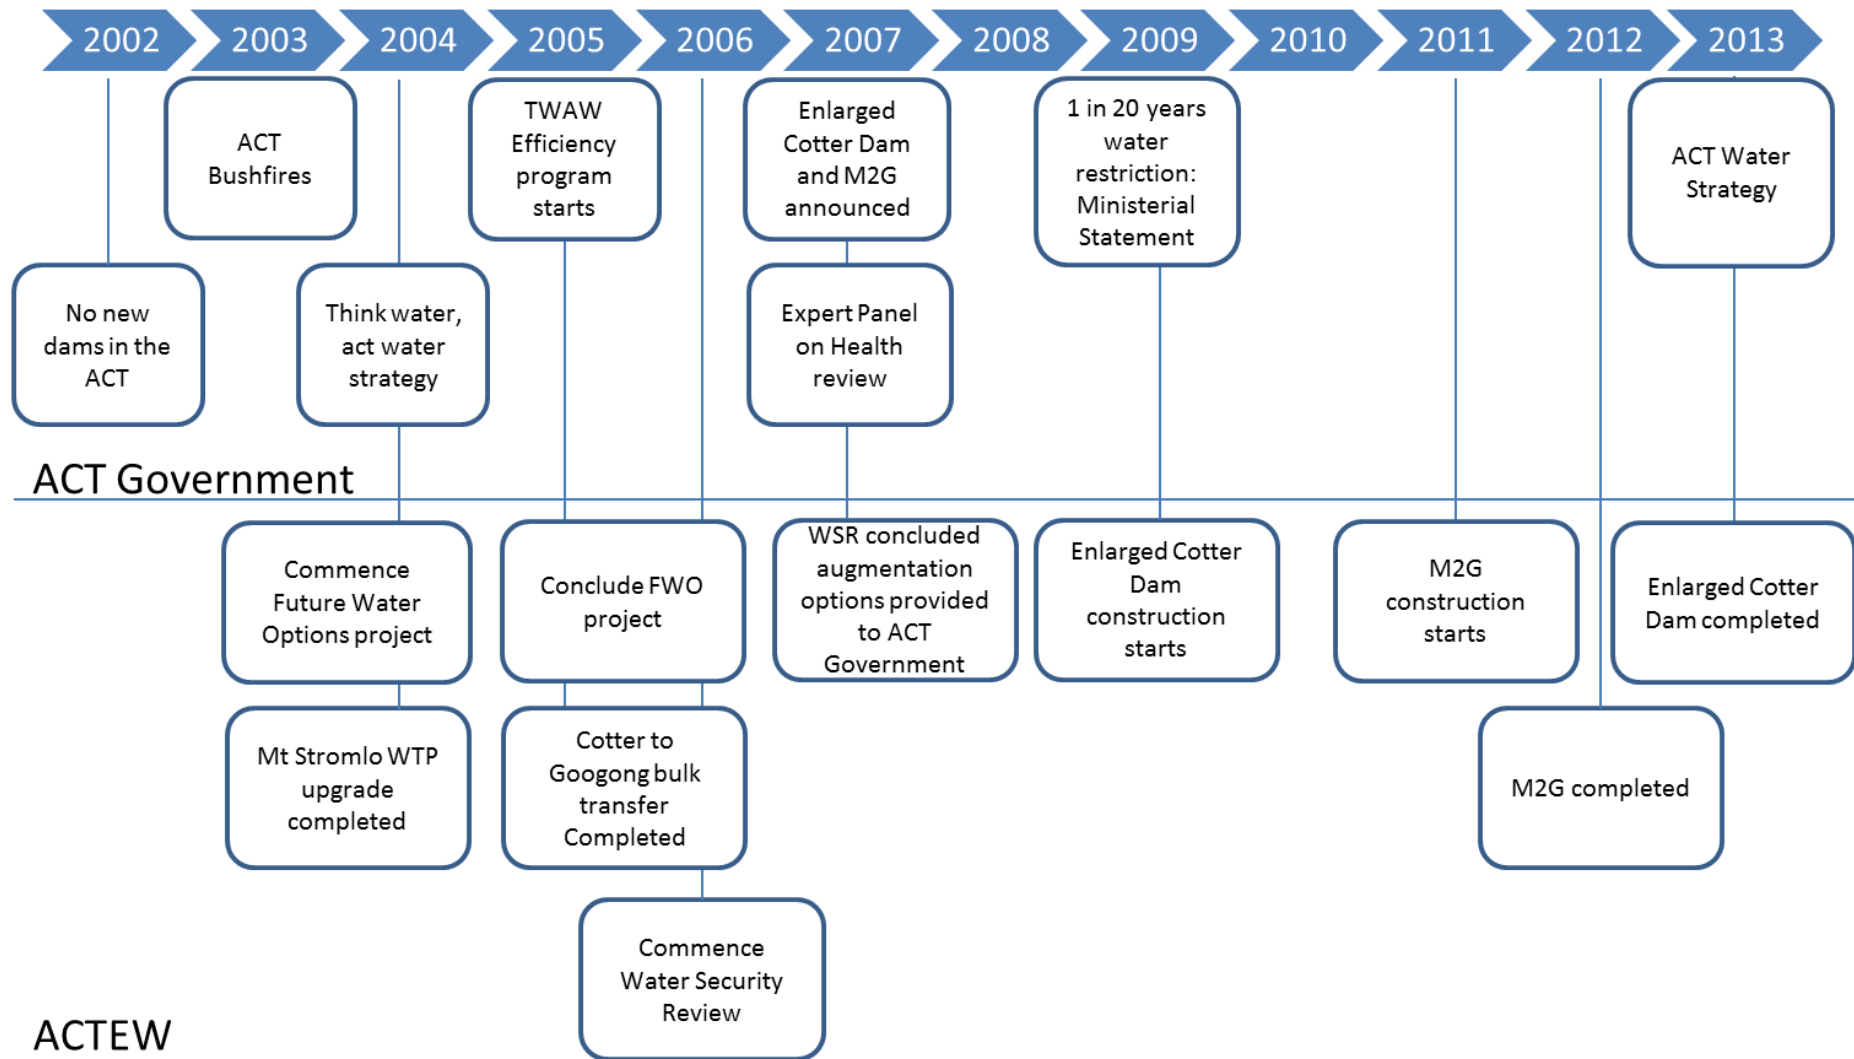 2002 2003 2004 2005 2006 2007 2008 2009 2010 2011 2012 2013
ACT
Bushfires
TWAW
Efficiency
program
starts
Enlarged
Cotter Dam
and M2G
announced
1 in 20 years
water
restriction:
Ministerial
Statement
ACT Water
Strategy
No new
dams in the
ACT
Think water,
act water
strategy
Expert Panel
on Health
review
ACT Government
Commence
Future Water
Options project
Conclude FWO
project
WSR concluded
augmentation
options provided
to ACT
Government
Enlarged Cotter
Dam
construction
starts
M2G
construction
starts
Enlarged Cotter
Dam completed
Mt Stromlo WTP
upgrade
completed
Cotter to
Googong bulk
transfer
Completed
M2G completed
Commence
Water Security
Review
ACTEW